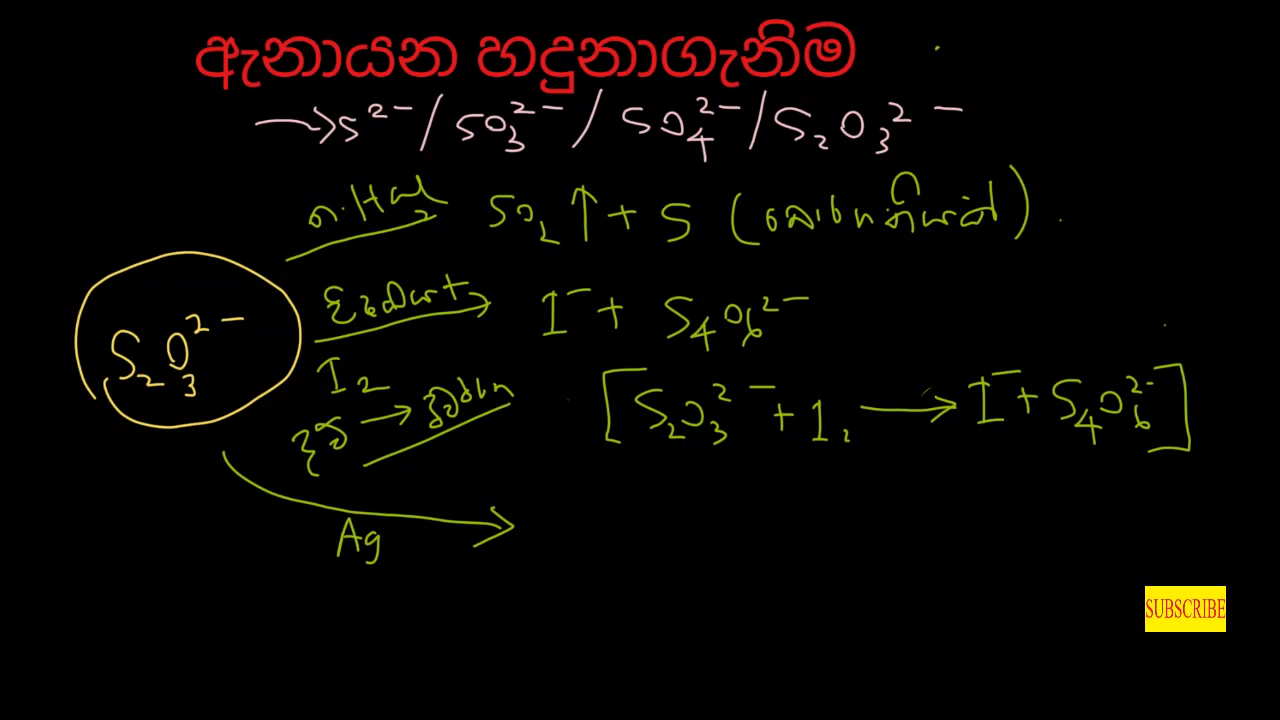 ඇනායන හදුනාගැනිම
→ S²⁻ / SO₃²⁻ / SO₄²⁻ / S₂O₃²⁻
SO₂ ↑ + S
S₂O₃²⁻
I⁻ + S₄O₆²⁻
I₂
[S₂O₃²⁻ + I₂ → I⁻ + S₄O₆²⁻]
Ag
SUBSCRIBE